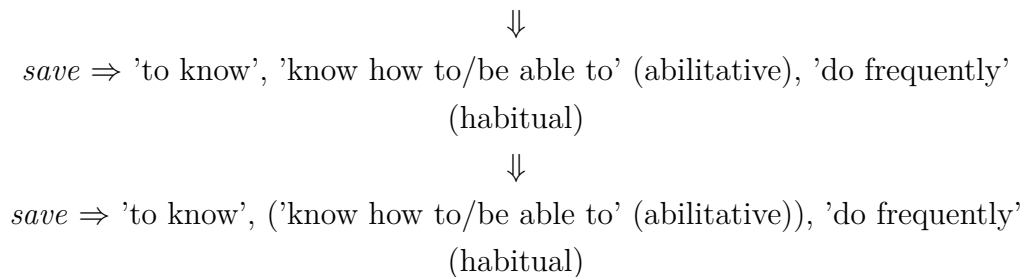 ⇓
save ⇒ ’to know’, ’know how to/be able to’ (abilitative), ’do frequently’
(habitual)
⇓
save ⇒ ’to know’, (’know how to/be able to’ (abilitative)), ’do frequently’
(habitual)